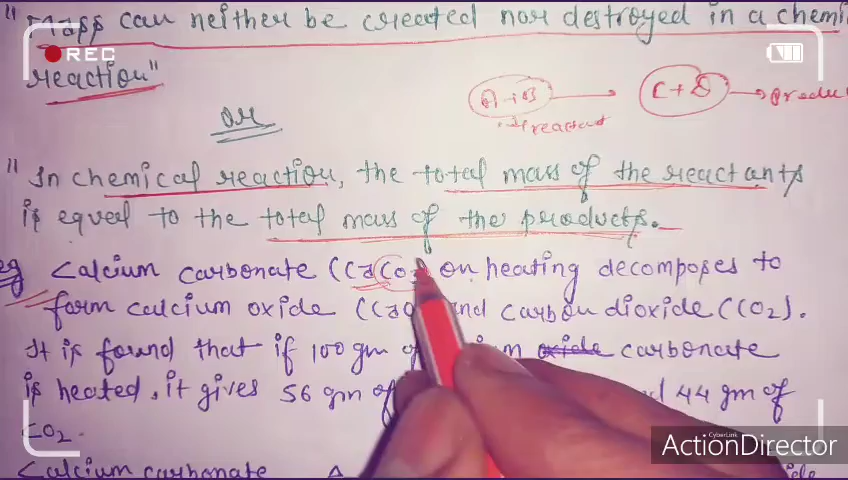 "Mass can neither be created nor destroyed in a chemi
REC
reaction"
A+B → C+D → produ
reactant
or
"In chemical reaction, the total mass of the reactants
is equal to the total mass of the products.
eg Calcium carbonate (CaCO3) on heating decomposes to
form calcium oxide (CaO and carbon dioxide (CO2).
It is found that if 100 gm of oxide carbonate
is heated, it gives 56 gm of 44 gm of
CO2.
CyberLink
ActionDirector
Calcium carbonate Δ ide